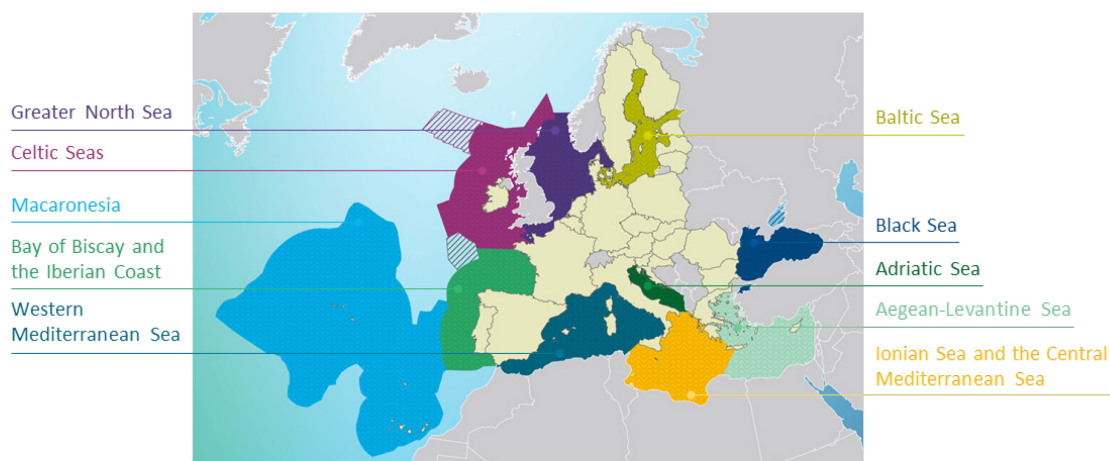 Greater North Sea
Celtic Seas
Macaronesia
Bay of Biscay and
the Iberian Coast
Western
Mediterranean Sea
Baltic Sea
Black Sea
Adriatic Sea
Aegean-Levantine Sea
Ionian Sea and the Central
Mediterranean Sea